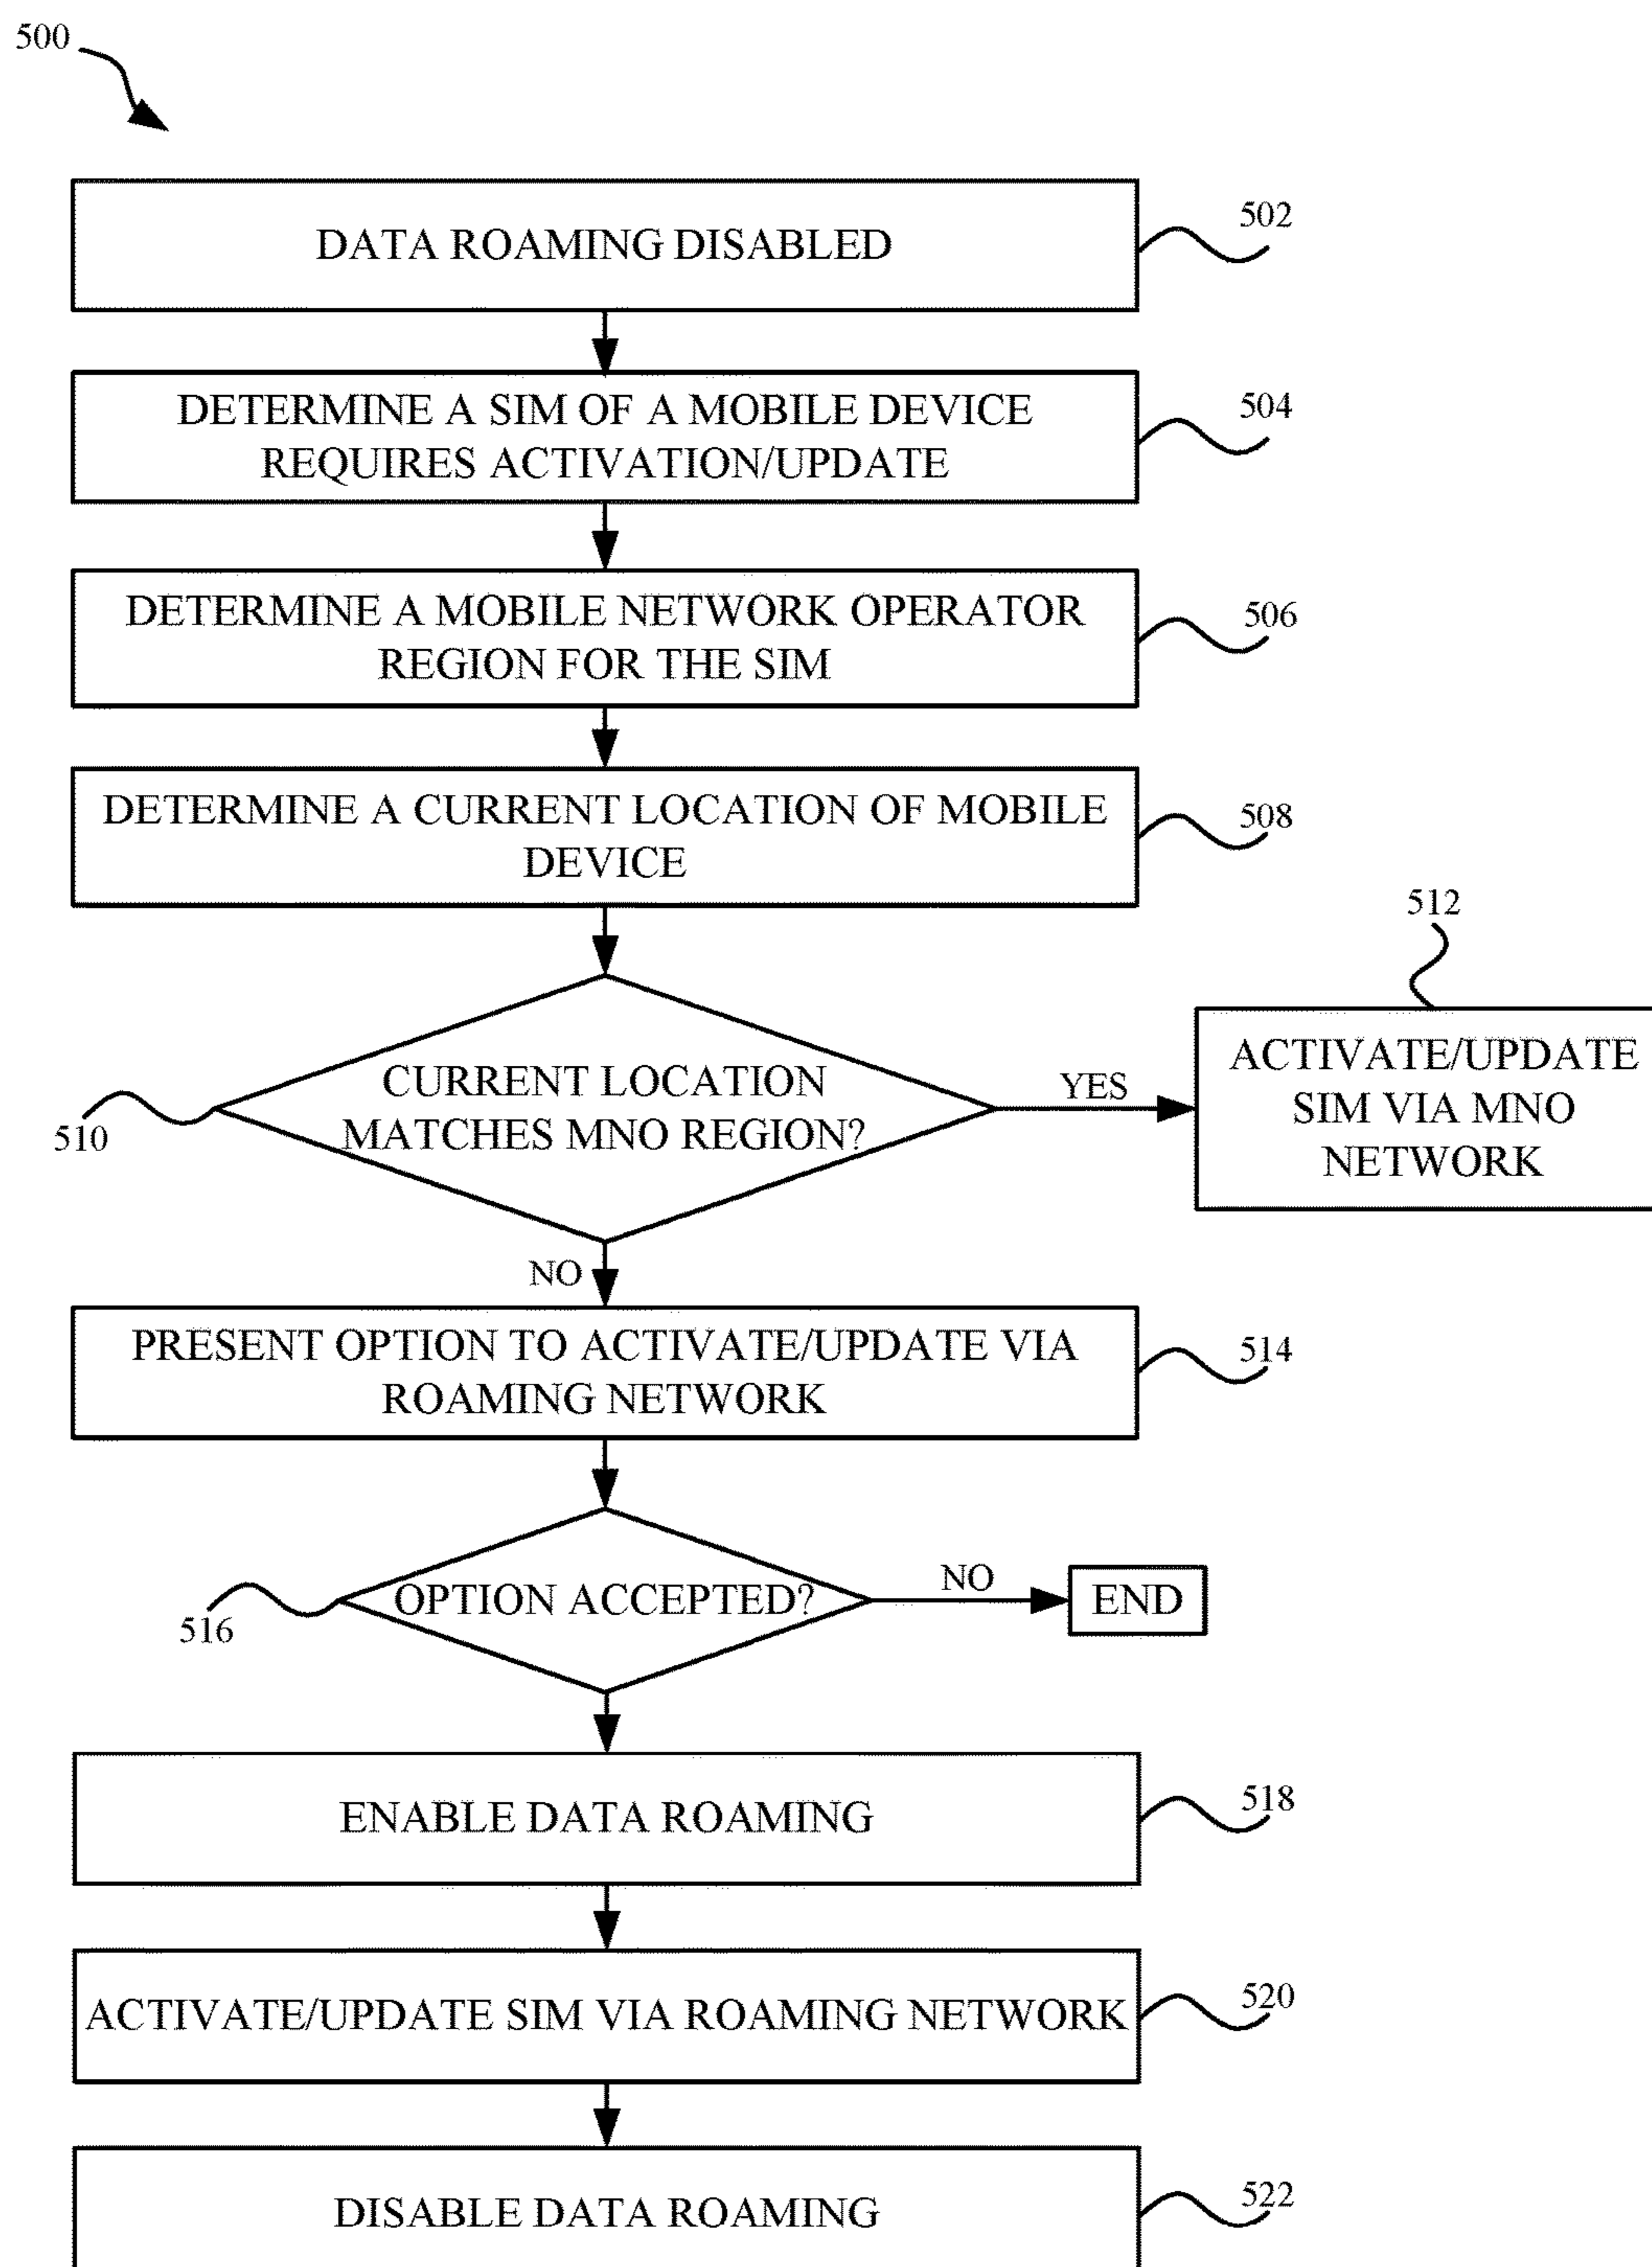 500
DATA ROAMING DISABLED
502
DETERMINE A SIM OF A MOBILE DEVICE
REQUIRES ACTIVATION/UPDATE
504
DETERMINE A MOBILE NETWORK OPERATOR
REGION FOR THE SIM
506
DETERMINE A CURRENT LOCATION OF MOBILE
DEVICE
508
CURRENT LOCATION
MATCHES MNO REGION?
510
YES
512
ACTIVATE/UPDATE
SIM VIA MNO
NETWORK
NO
PRESENT OPTION TO ACTIVATE/UPDATE VIA
ROAMING NETWORK
514
OPTION ACCEPTED?
516
NO
END
ENABLE DATA ROAMING
518
ACTIVATE/UPDATE SIM VIA ROAMING NETWORK
520
DISABLE DATA ROAMING
522